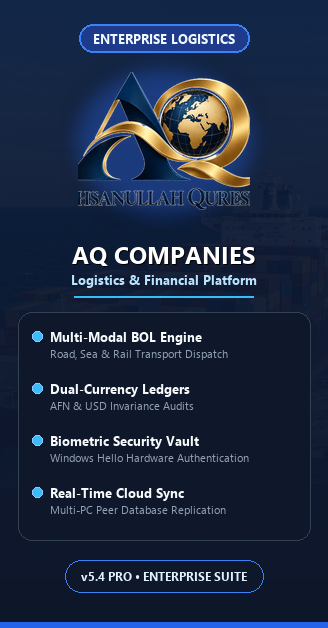 ENTERPRISE LOGISTICS
AQ
HSANULLAH QURES
AQ COMPANIES
Logistics & Financial Platform
Multi-Modal BOL Engine
Road, Sea & Rail Transport Dispatch
Dual-Currency Ledgers
AFN & USD Invariance Audits
Biometric Security Vault
Windows Hello Hardware Authentication
Real-Time Cloud Sync
Multi-PC Peer Database Replication
v5.4 PRO • ENTERPRISE SUITE